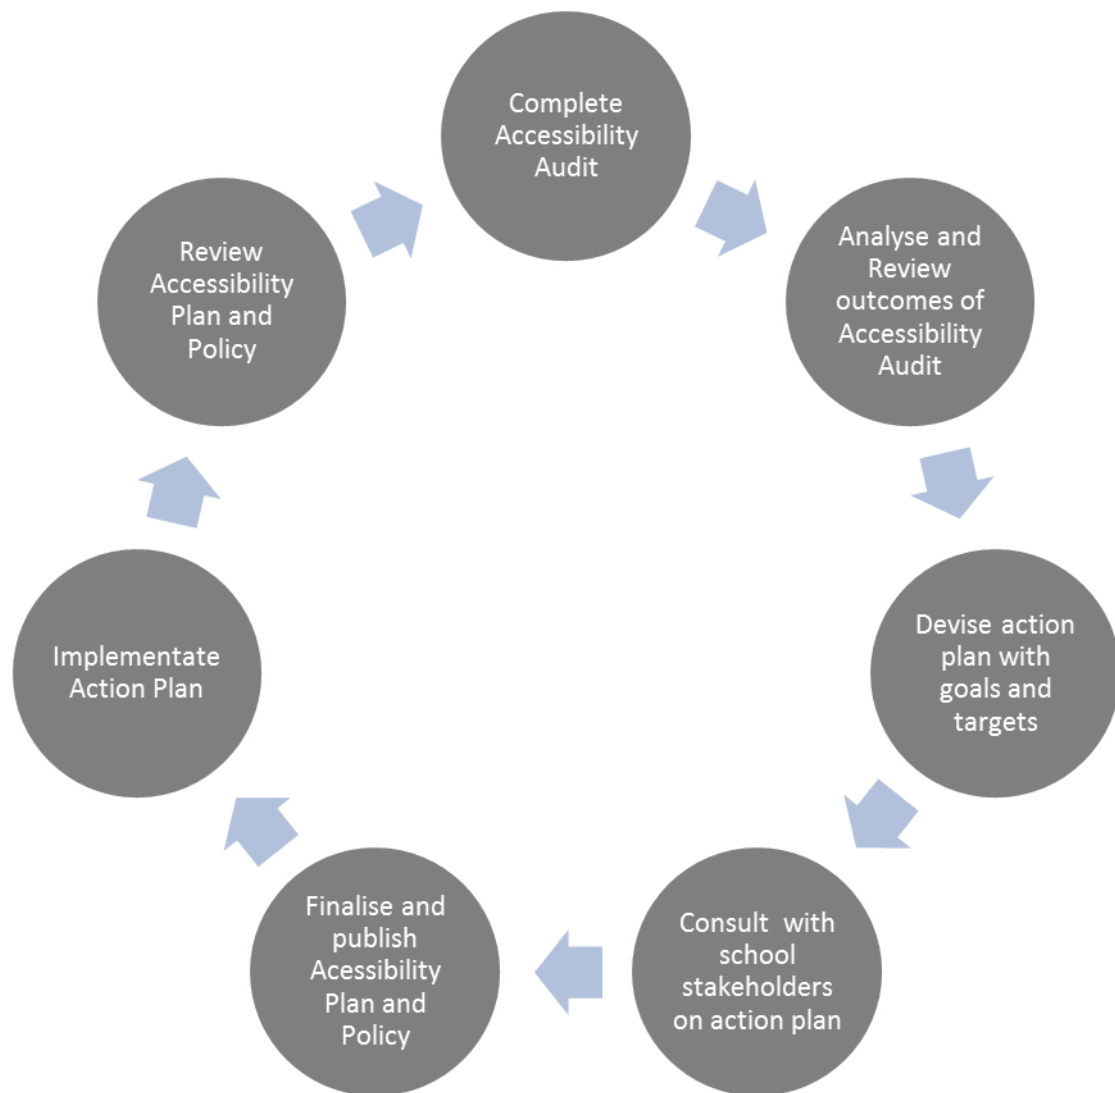 Complete
Accessibility
Audit
Analyse and
Review
outcomes of
Accessibility
Audit
Devise action
plan with
goals and
targets
Consult  with
school
stakeholders
on action plan
Finalise and
publish
Acessibility
Plan and
Policy
Implementate
Action Plan
Review
Accessibility
Plan and
Policy